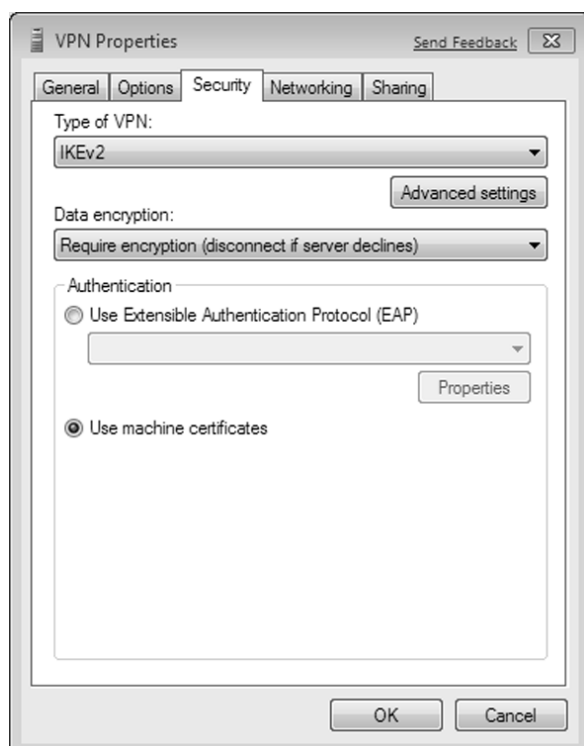 VPN Properties Send Feedback
General Options Security Networking Sharing
Type of VPN:
IKEv2
Advanced settings
Data encryption:
Require encryption (disconnect if server declines)
Authentication
Use Extensible Authentication Protocol (EAP)
Properties
Use machine certificates
OK Cancel